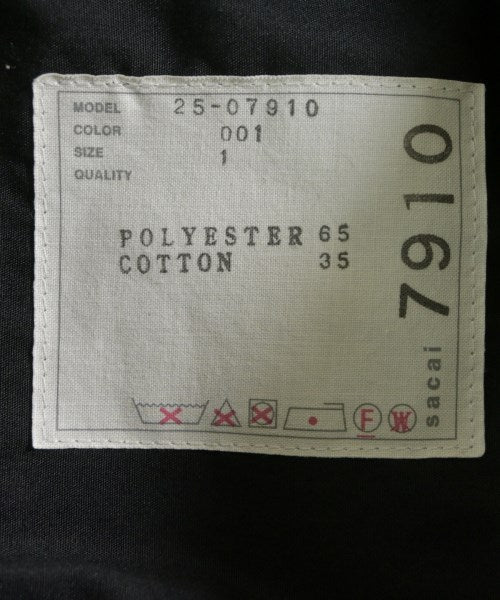 MODEL 25-07910
COLOR 001
SIZE 1
QUALITY
POLYESTER 65
COTTON 35
F
W
sacai 7910